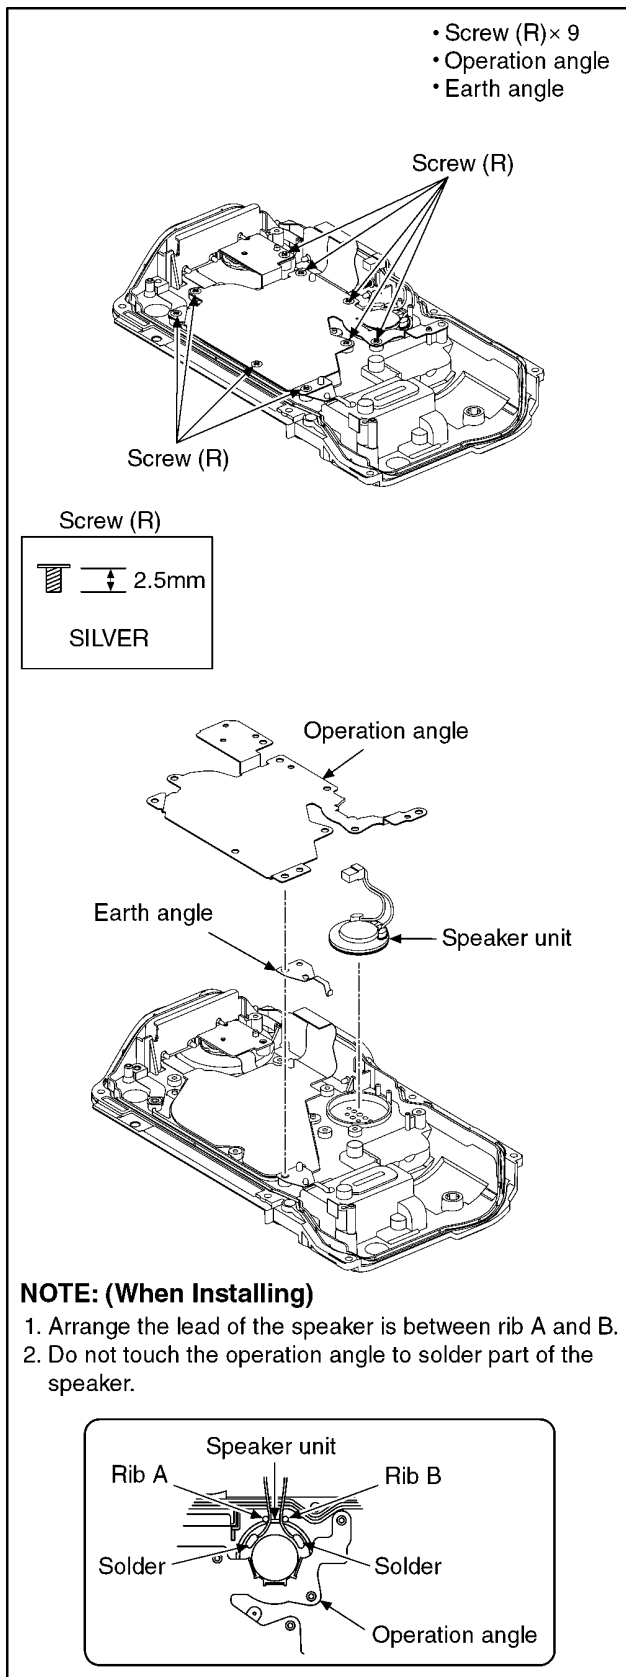 • Screw (R)× 9
• Operation angle
• Earth angle
Screw (R)
Screw (R)
Screw (R)
2.5mm
SILVER
Operation angle
Earth angle
Speaker unit
NOTE: (When Installing)
1. Arrange the lead of the speaker is between rib A and B.
2. Do not touch the operation angle to solder part of the
speaker.
Speaker unit
Rib A
Rib B
Solder
Solder
Operation angle